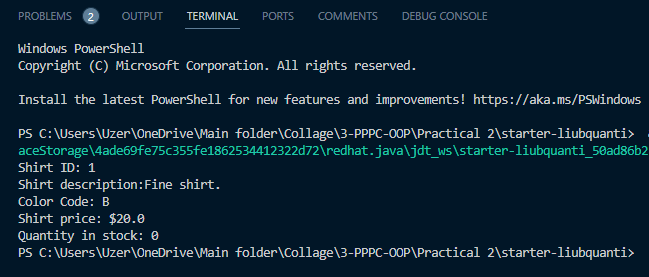 PROBLEMS 2 OUTPUT TERMINAL PORTS COMMENTS DEBUG CONSOLE
Windows PowerShell
Copyright (C) Microsoft Corporation. All rights reserved.
Install the latest PowerShell for new features and improvements! https://aka.ms/PSWindows
PS C:\Users\Uzer\OneDrive\Main folder\Collage\3-PPPC-OOP\Practical 2\starter-liubquanti>
aceStorage\4ade69fe75c355fe1862534412322d72\redhat.java\jdt_ws\starter-liubquanti_50ad86b2
Shirt ID: 1
Shirt description:Fine shirt.
Color Code: B
Shirt price: $20.0
Quantity in stock: 0
PS C:\Users\Uzer\OneDrive\Main folder\Collage\3-PPPC-OOP\Practical 2\starter-liubquanti>